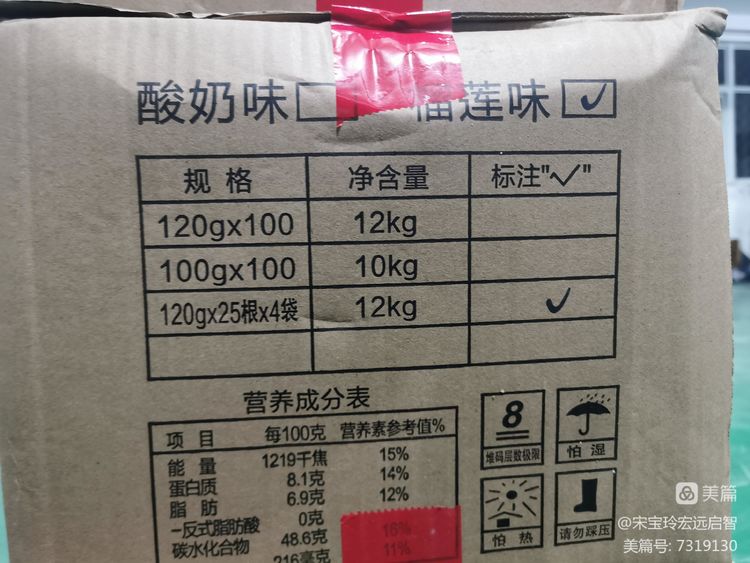 酸奶味□ 榴莲味☑
规格 净含量 标注"✓"
120gx100 12kg
100gx100 10kg
120gx25根x4袋 12kg ✓
营养成分表
项目 每100克 营养素参考值%
能量 1219千焦 15%
蛋白质 8.1克 14%
脂肪 6.9克 12%
-反式脂肪酸 0克
碳水化合物 48.6克 16%
216毫克 11%
8
堆码层数极限
怕湿
怕热
请勿踩压
美篇
@宋宝玲宏远启智
美篇号: 7319130